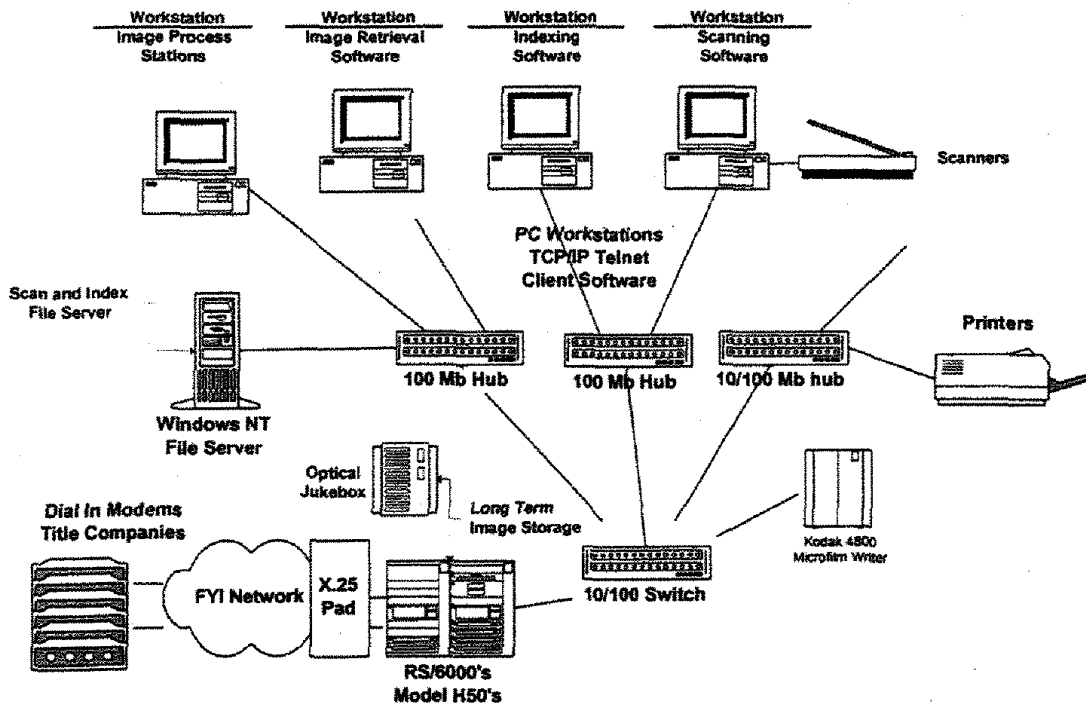 Workstation
Image Process
Stations
Workstation
Image Retrieval
Software
Workstation
Indexing
Software
Workstation
Scanning
Software
Scanners
PC Workstations
TCP/IP Telnet
Client Software
Scan and Index
File Server
Printers
100 Mb Hub
100 Mb Hub
10/100 Mb hub
Windows NT
File Server
Optical
Jukebox
Long Term
Image Storage
Kodak 4800
Microfilm Writer
Dial In Modems
Title Companies
FYI Network
X.25
Pad
10/100 Switch
RS/6000's
Model H50's